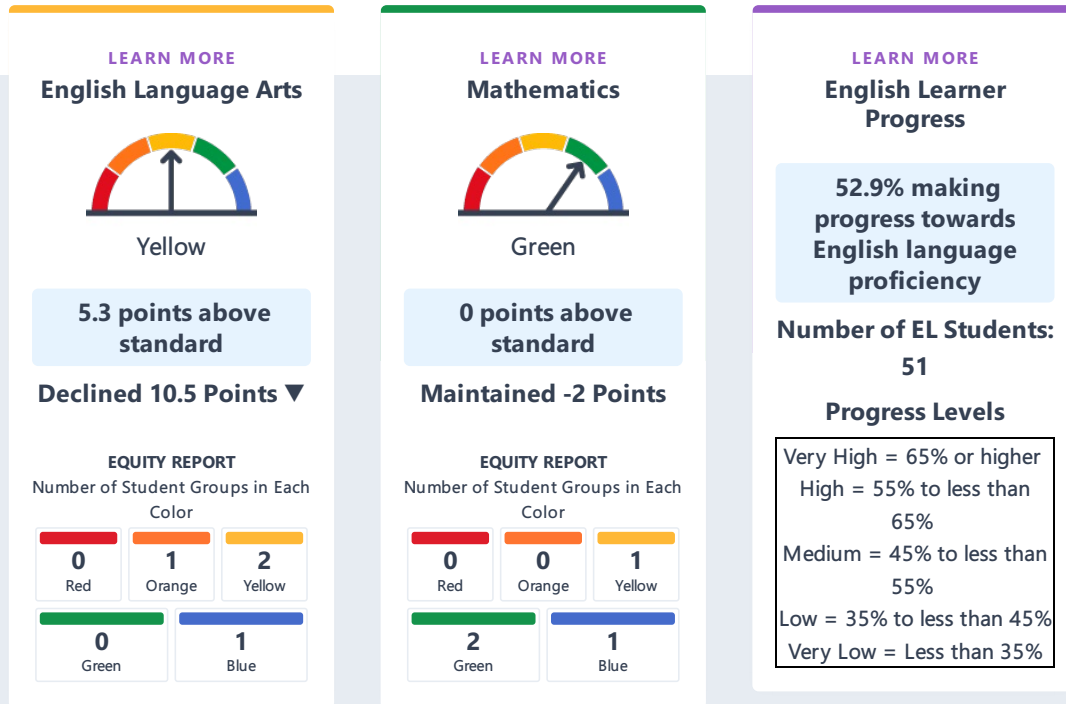 LEARN MORE
English Language Arts
Yellow
5.3 points above
standard
Declined 10.5 Points ▼
EQUITY REPORT
Number of Student Groups in Each
Color
0
Red
1
Orange
2
Yellow
0
Green
1
Blue
LEARN MORE
Mathematics
Green
0 points above
standard
Maintained -2 Points
EQUITY REPORT
Number of Student Groups in Each
Color
0
Red
0
Orange
1
Yellow
2
Green
1
Blue
LEARN MORE
English Learner
Progress
52.9% making
progress towards
English language
proficiency
Number of EL Students:
51
Progress Levels
Very High = 65% or higher
High = 55% to less than
65%
Medium = 45% to less than
55%
Low = 35% to less than 45%
Very Low = Less than 35%